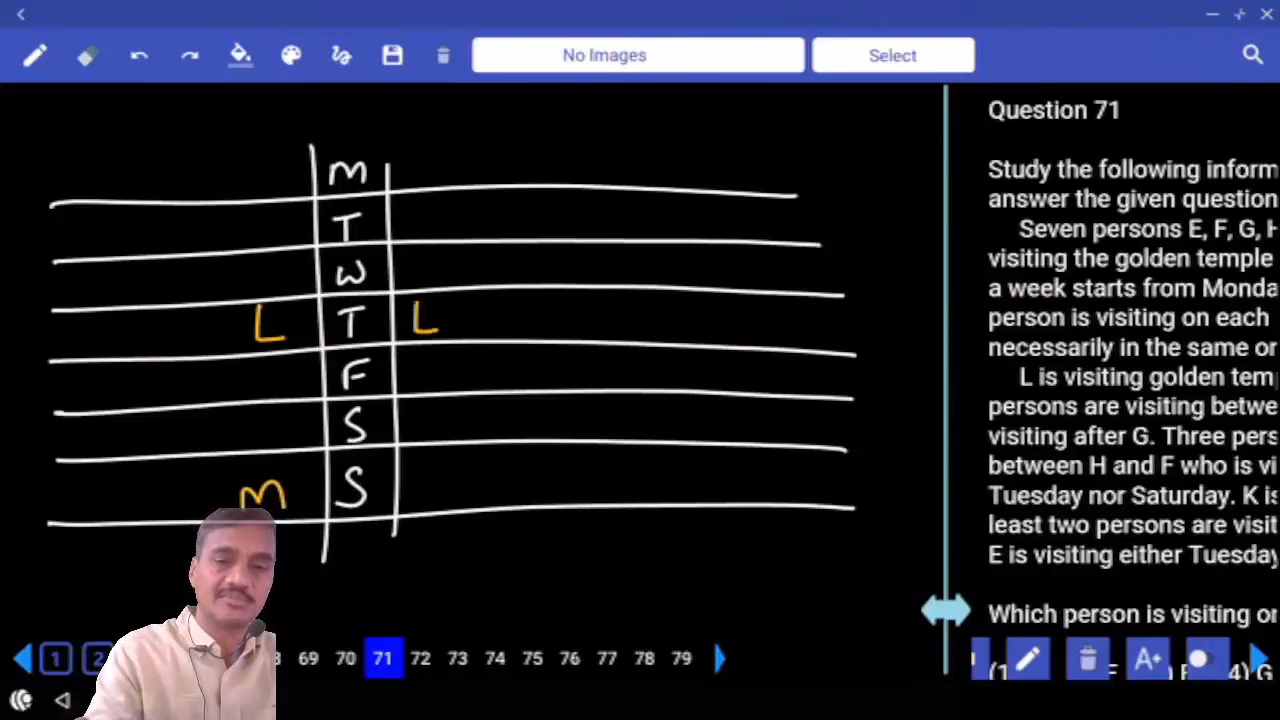 No Images
Select
Question 71
Study the following inform
answer the given question
Seven persons E, F, G, H
visiting the golden temple
a week starts from Monda
person is visiting on each
necessarily in the same or
L is visiting golden tem
persons are visiting betwe
visiting after G. Three pers
between H and F who is vi
Tuesday nor Saturday. K is
least two persons are visit
E is visiting either Tuesday
Which person is visiting or
M
T
W
L T L
F
S
M S
1 2 69 70 71 72 73 74 75 76 77 78 79
A+
4) G